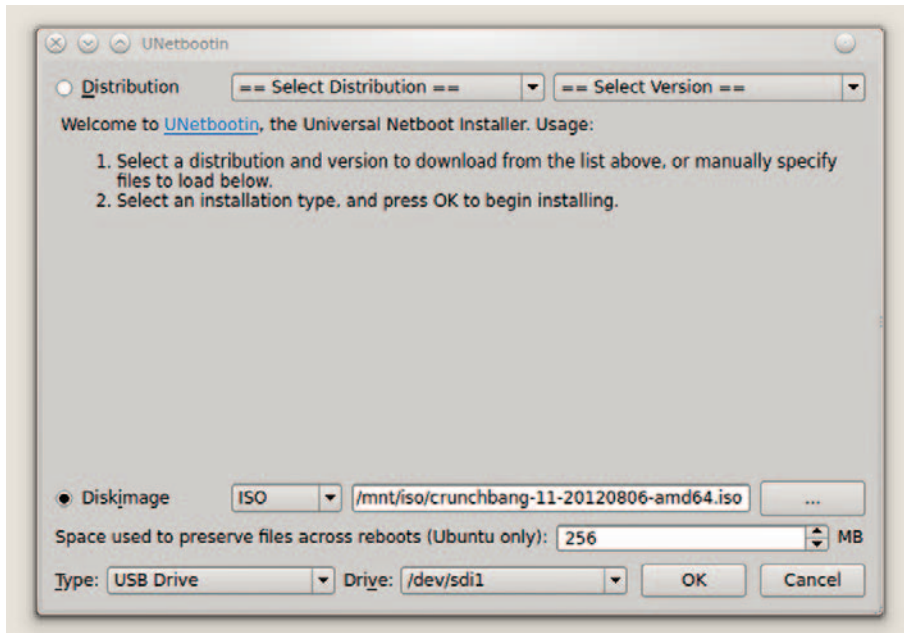 UNetbootin
Distribution == Select Distribution == == Select Version ==
Welcome to UNetbootin, the Universal Netboot Installer. Usage:
1. Select a distribution and version to download from the list above, or manually specify
files to load below.
2. Select an installation type, and press OK to begin installing.
Diskimage ISO /mnt/iso/crunchbang-11-20120806-amd64.iso ...
Space used to preserve files across reboots (Ubuntu only): 256 MB
Type: USB Drive Drive: /dev/sdi1 OK Cancel